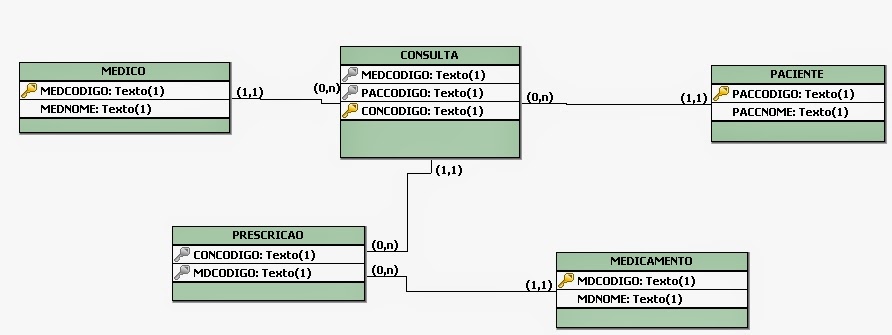 MEDICO
MEDCODIGO: Texto(1)
MEDNOME: Texto(1)
(1,1)
(0,n)
CONSULTA
MEDCODIGO: Texto(1)
PACCODIGO: Texto(1)
CONCODIGO: Texto(1)
(0,n)
(1,1)
PACIENTE
PACCODIGO: Texto(1)
PACCNOME: Texto(1)
(1,1)
PRESCRICAO
CONCODIGO: Texto(1)
MDCODIGO: Texto(1)
(0,n)
(0,n)
(1,1)
MEDICAMENTO
MDCODIGO: Texto(1)
MDNOME: Texto(1)